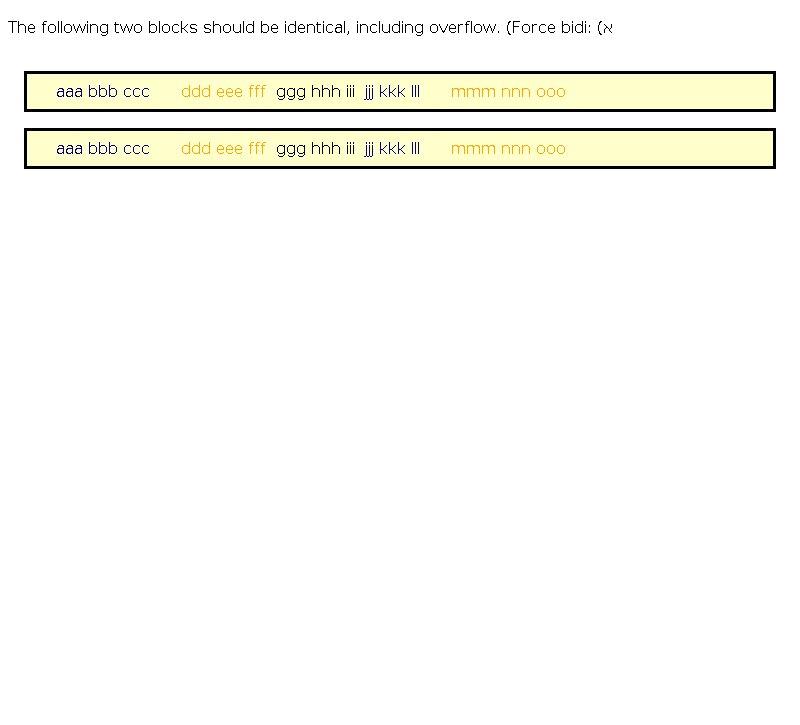 The following two blocks should be identical, including overflow. (Force bidi: (א
aaa bbb ccc ddd eee fff ggg hhh iii jjj kkk lll mmm nnn ooo
aaa bbb ccc ddd eee fff ggg hhh iii jjj kkk lll mmm nnn ooo